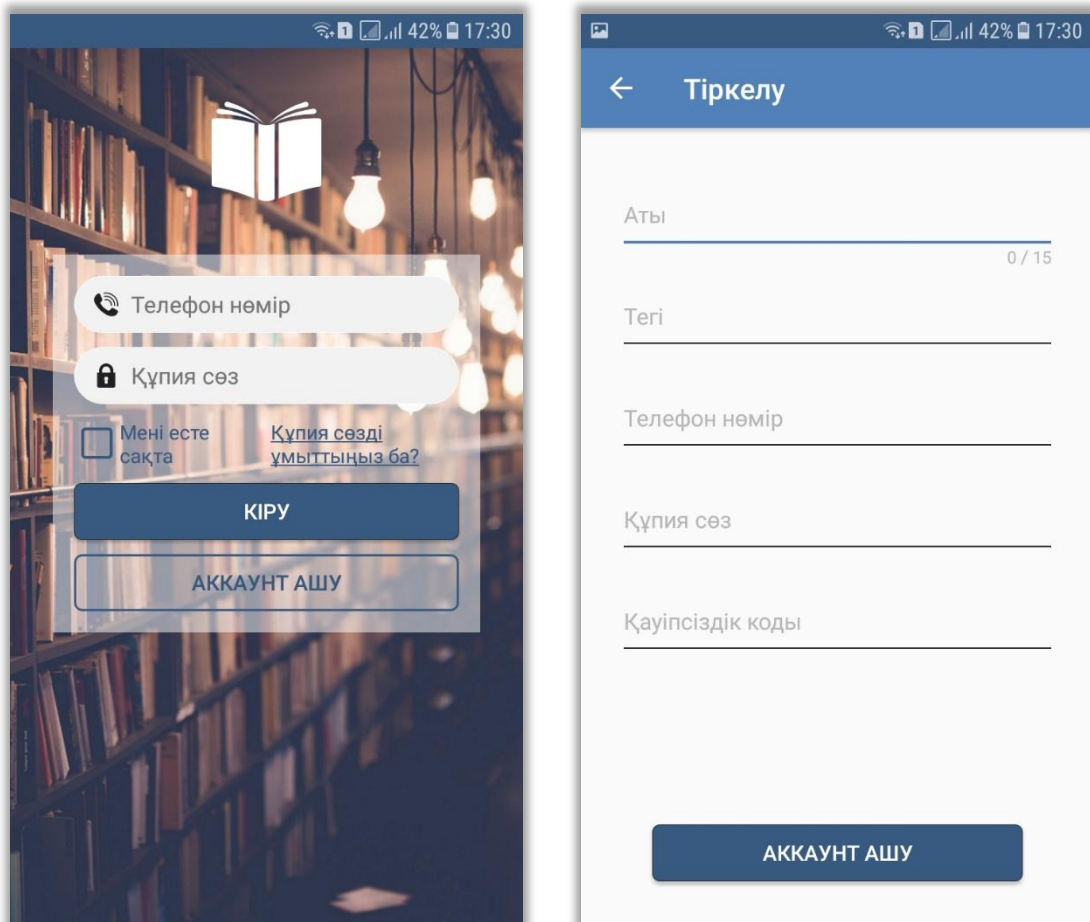 42% 17:30
Телефон нөмір
Құпия сөз
Мені есте
сақта
Құпия сөзді
ұмыттыңыз ба?
КІРУ
АККАУНТ АШУ
42% 17:30
Тіркелу
Аты
0 / 15
Тегі
Телефон нөмір
Құпия сөз
Қауіпсіздік коды
АККАУНТ АШУ